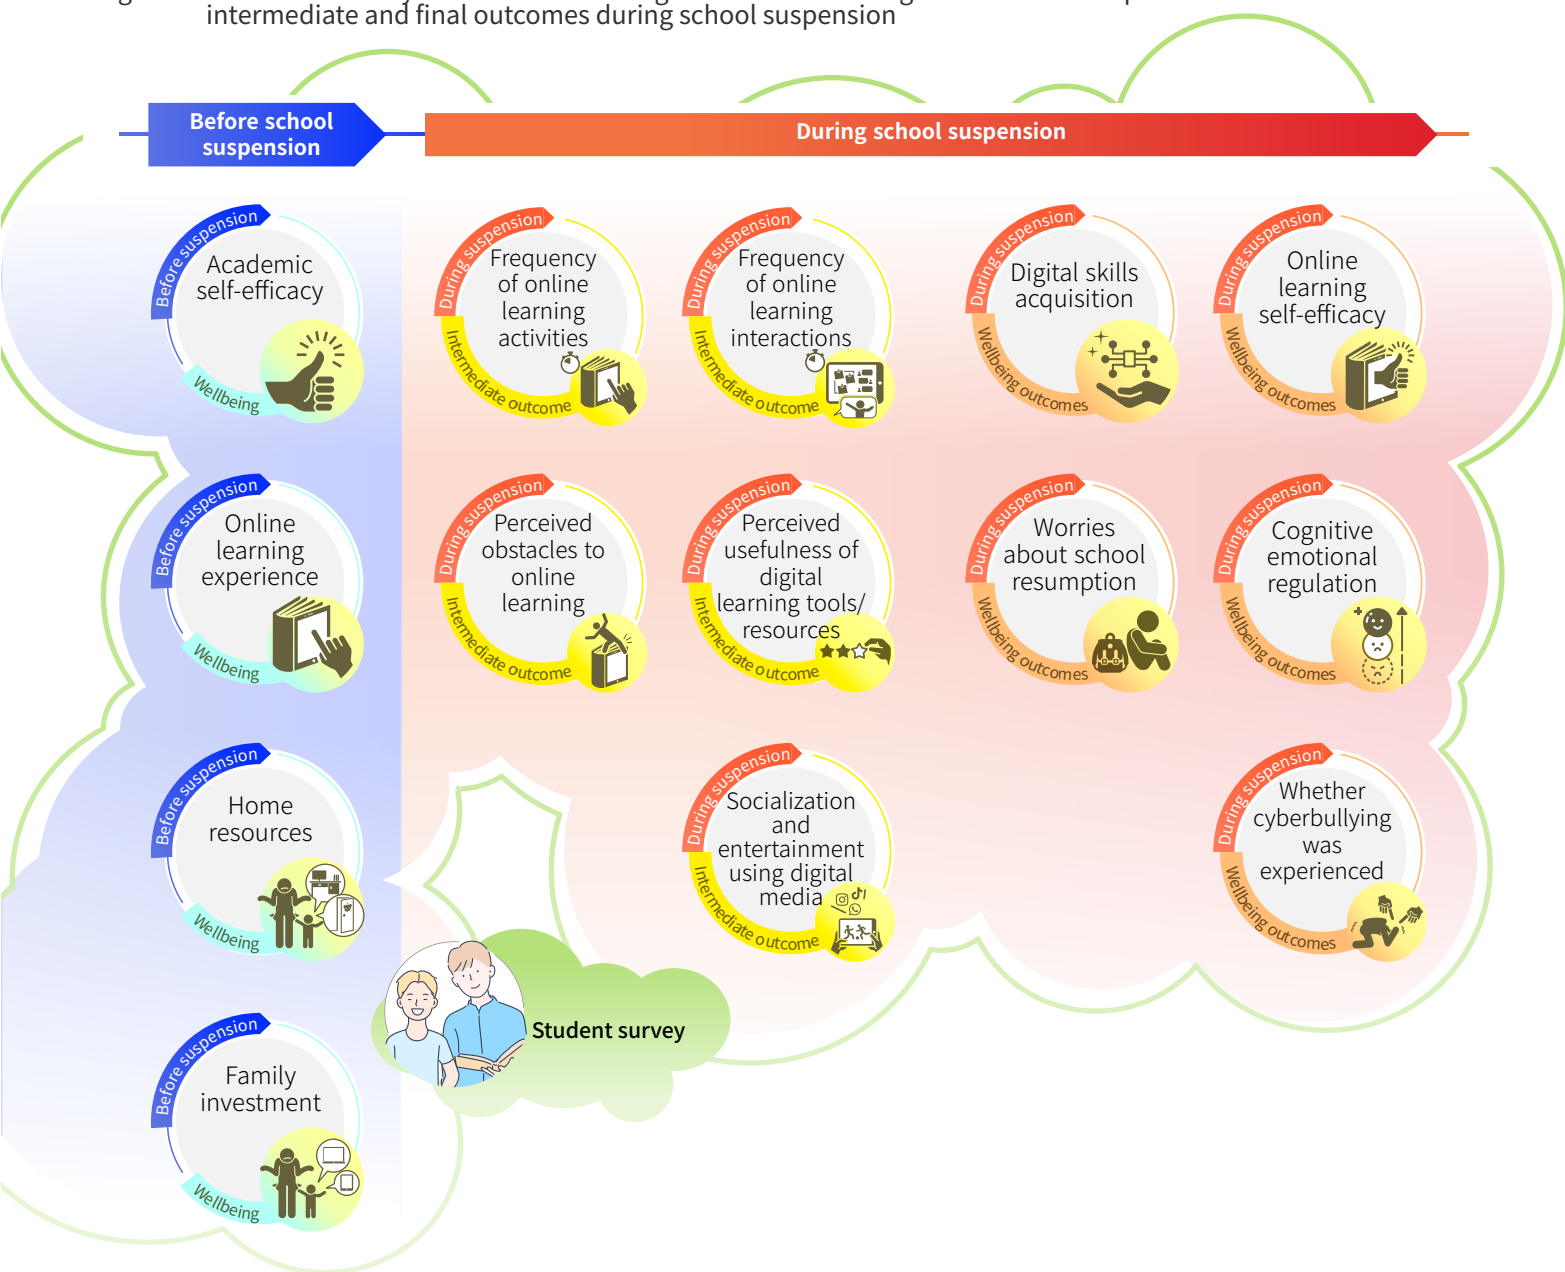 intermediate and final outcomes during school suspension
Before school
suspension
During school suspension
Before suspension
Academic
self-efficacy
Wellbeing
During suspension
Frequency
of online
learning
activities
Intermediate outcome
During suspension
Frequency
of online
learning
interactions
Intermediate outcome
During suspension
Digital skills
acquisition
Wellbeing outcomes
During suspension
Online
learning
self-efficacy
Wellbeing outcomes
Before suspension
Online
learning
experience
Wellbeing
During suspension
Perceived
obstacles to
online
learning
Intermediate outcome
During suspension
Perceived
usefulness of
digital
learning tools/
resources
Intermediate outcome
During suspension
Worries
about school
resumption
Wellbeing outcomes
During suspension
Cognitive
emotional
regulation
Wellbeing outcomes
Before suspension
Home
resources
Wellbeing
During suspension
Socialization
and
entertainment
using digital
media
Intermediate outcome
During suspension
Whether
cyberbullying
was
experienced
Wellbeing outcomes
Student survey
Before suspension
Family
investment
Wellbeing